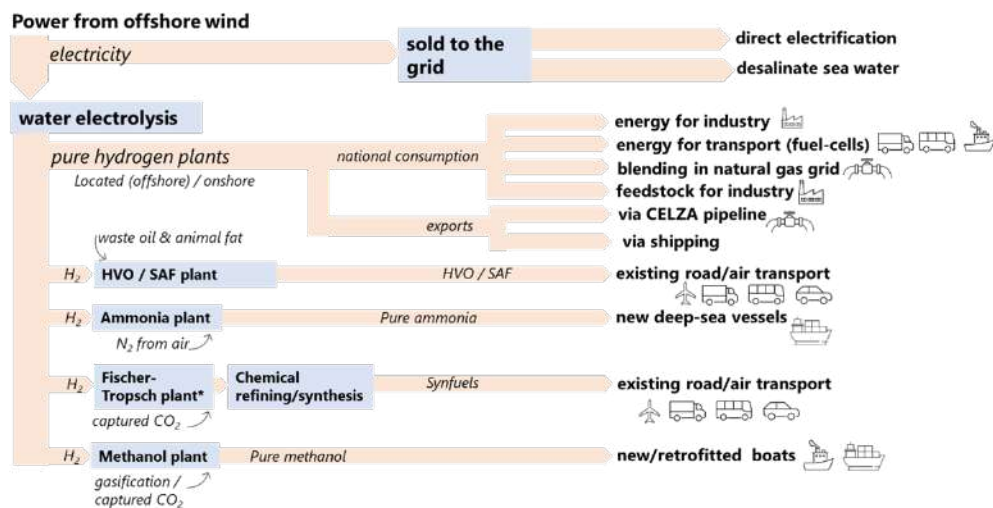 Power from offshore wind
electricity
sold to the
grid
direct electrification
desalinate sea water
water electrolysis
pure hydrogen plants
Located (offshore) / onshore
national consumption
energy for industry
energy for transport (fuel-cells)
blending in natural gas grid
feedstock for industry
exports
via CELZA pipeline
via shipping
waste oil & animal fat
H₂
HVO / SAF plant
HVO / SAF
existing road/air transport
H₂
Ammonia plant
Pure ammonia
new deep-sea vessels
N₂ from air
H₂
Fischer-
Tropsch plant*
Chemical
refining/synthesis
Synfuels
existing road/air transport
captured CO₂
H₂
Methanol plant
Pure methanol
new/retrofitted boats
gasification /
captured CO₂